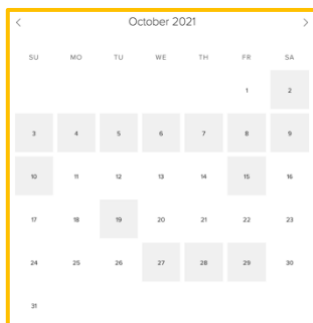 < October 2021 >
SU MO TU WE TH FR SA
1 2
3 4 5 6 7 8 9
10 11 12 13 14 15 16
17 18 19 20 21 22 23
24 25 26 27 28 29 30
31